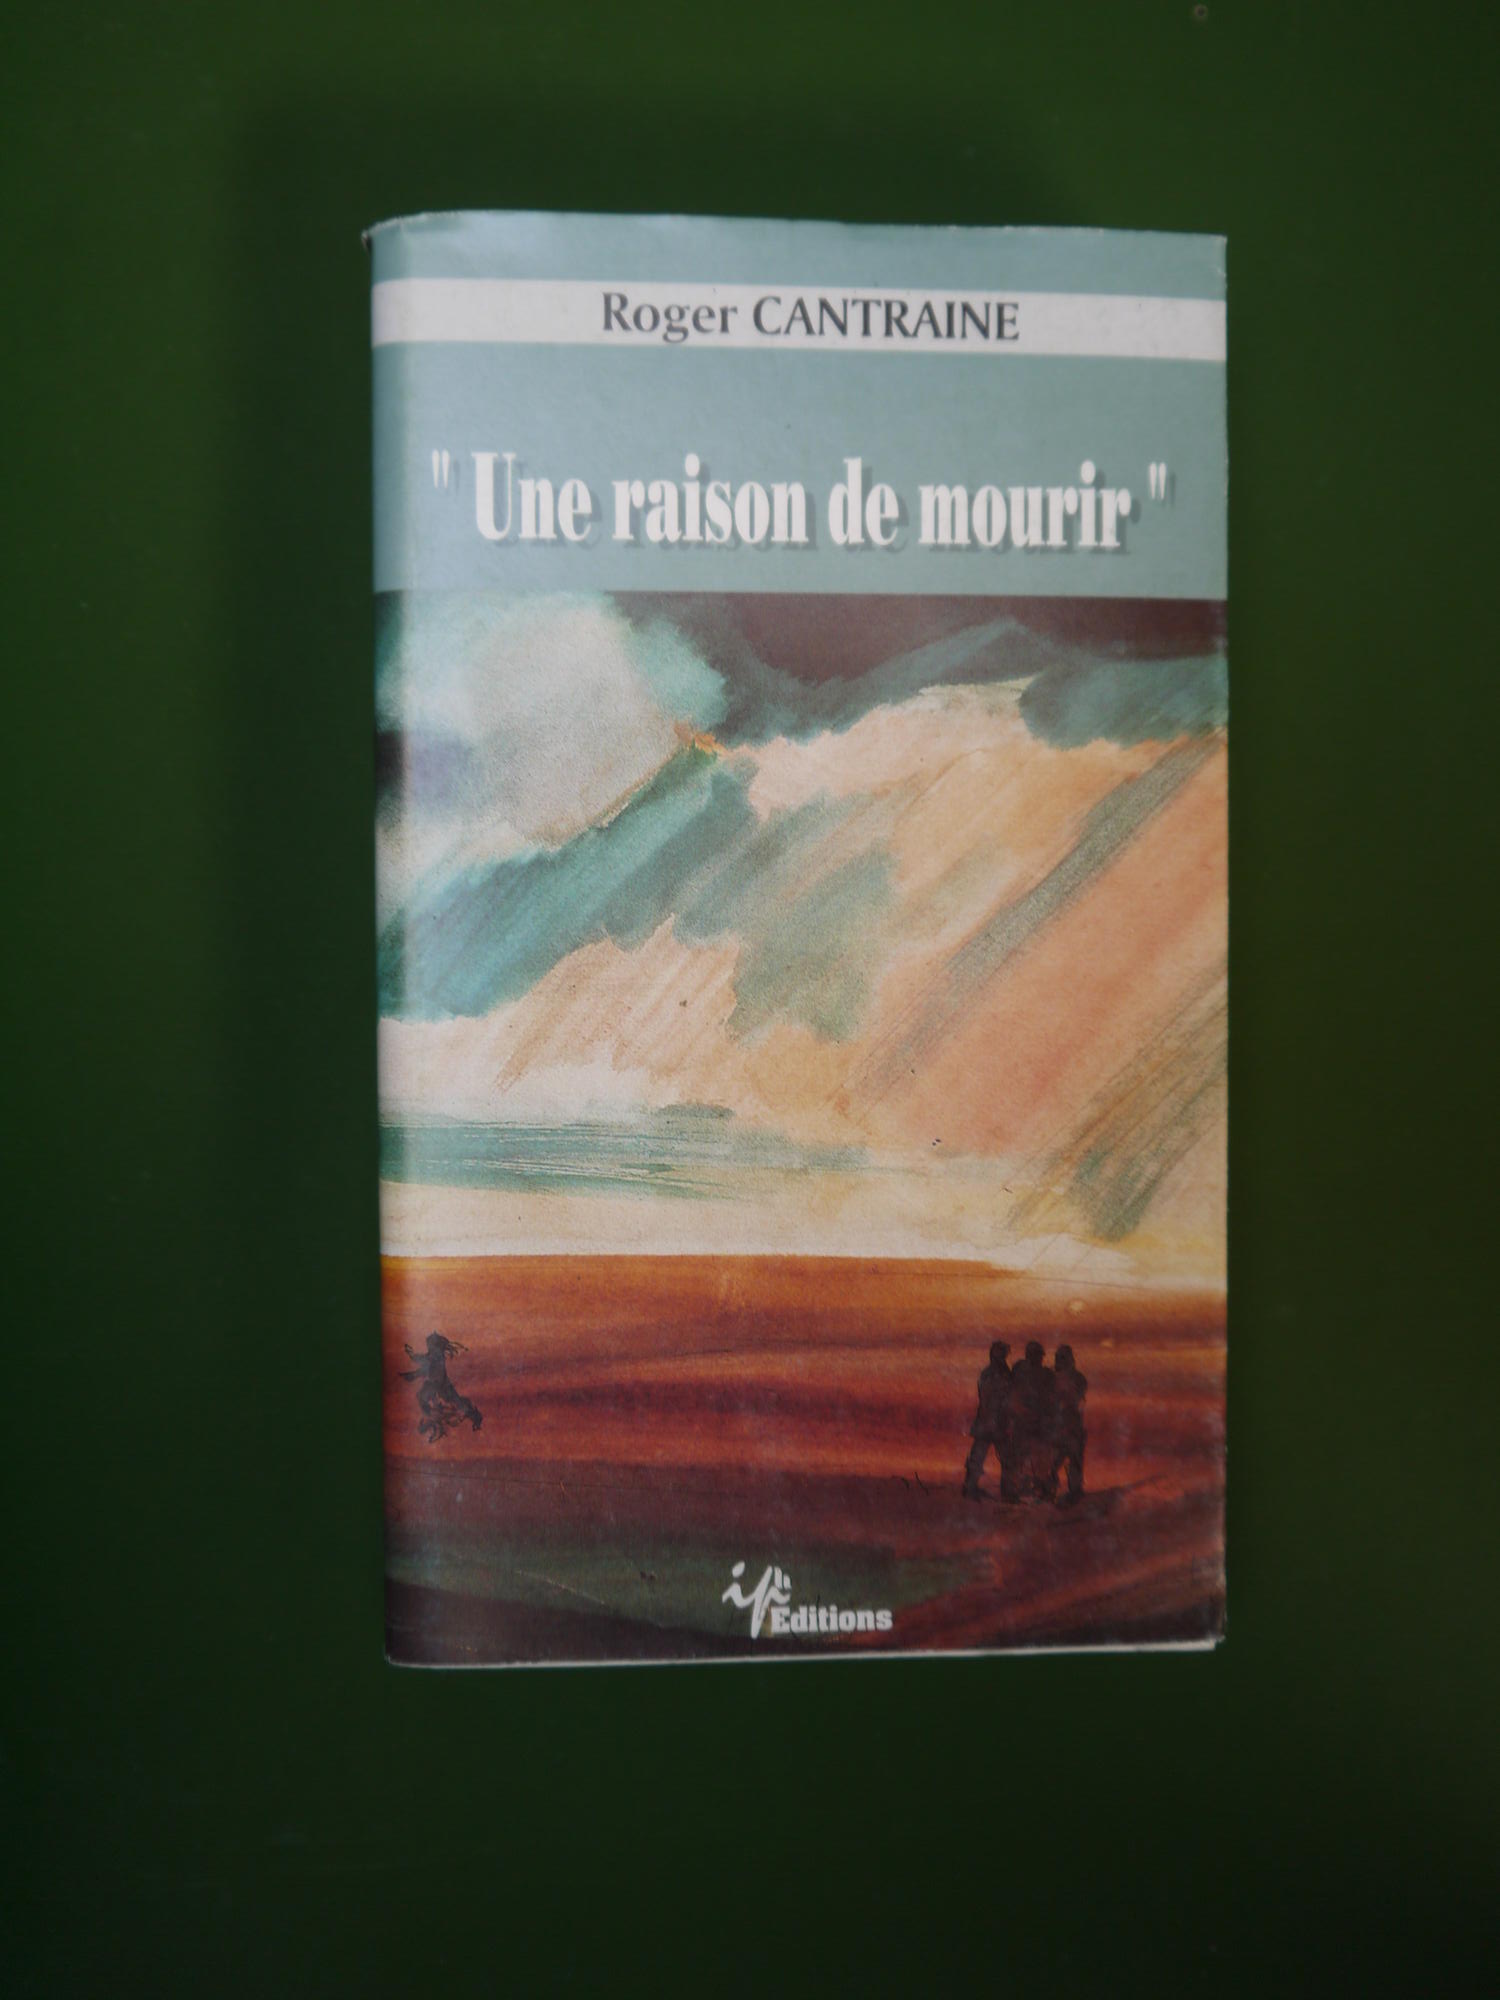 Roger CANTRAINE
" Une raison de mourir "
Editions